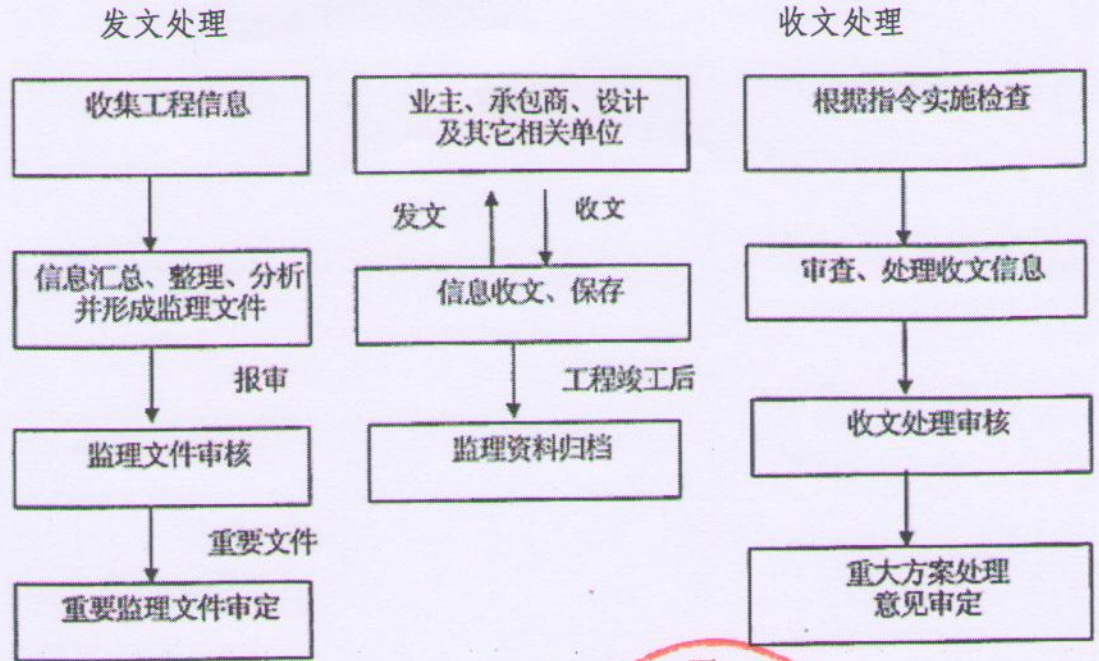 发文处理
收文处理
收集工程信息
信息汇总、整理、分析
并形成监理文件
报审
监理文件审核
重要文件
重要监理文件审定
业主、承包商、设计
及其它相关单位
发文
收文
信息收文、保存
工程竣工后
监理资料归档
根据指令实施检查
审查、处理收文信息
收文处理审核
重大方案处理
意见审定